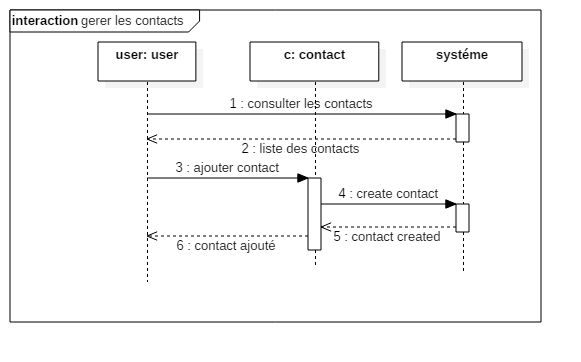 interaction gerer les contacts
user: user
c: contact
systéme
1 : consulter les contacts
2 : liste des contacts
3 : ajouter contact
4 : create contact
5 : contact created
6 : contact ajouté